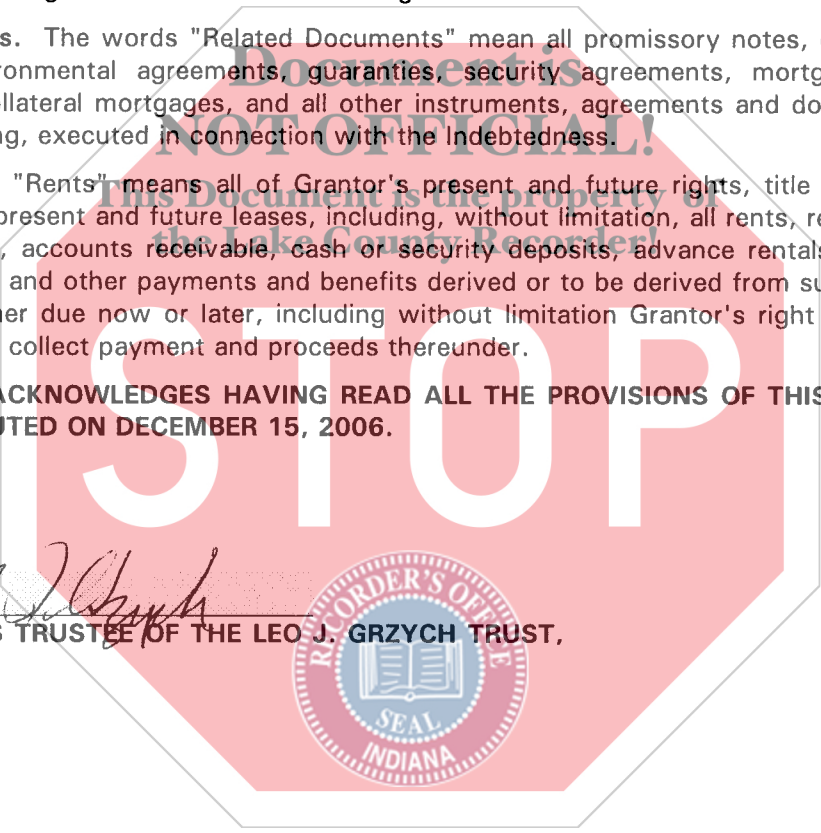 s. The words "Related Documents" mean all promissory notes,
ronmental agreements, guaranties, security agreements, mortg
llateral mortgages, and all other instruments, agreements and do
ng, executed in connection with the Indebtedness.
"Rents" means all of Grantor's present and future rights, title
present and future leases, including, without limitation, all rents, re
, accounts receivable, cash or security deposits, advance rentals
and other payments and benefits derived or to be derived from su
er due now or later, including without limitation Grantor's right
collect payment and proceeds thereunder.
ACKNOWLEDGES HAVING READ ALL THE PROVISIONS OF THIS
UTED ON DECEMBER 15, 2006.
S TRUSTEE OF THE LEO J. GRZYCH TRUST,
Document is
NOT OFFICIAL!
This Document is the property of
the Lake County Recorder!
STOP
RECORDER'S OFFICE
SEAL
INDIANA